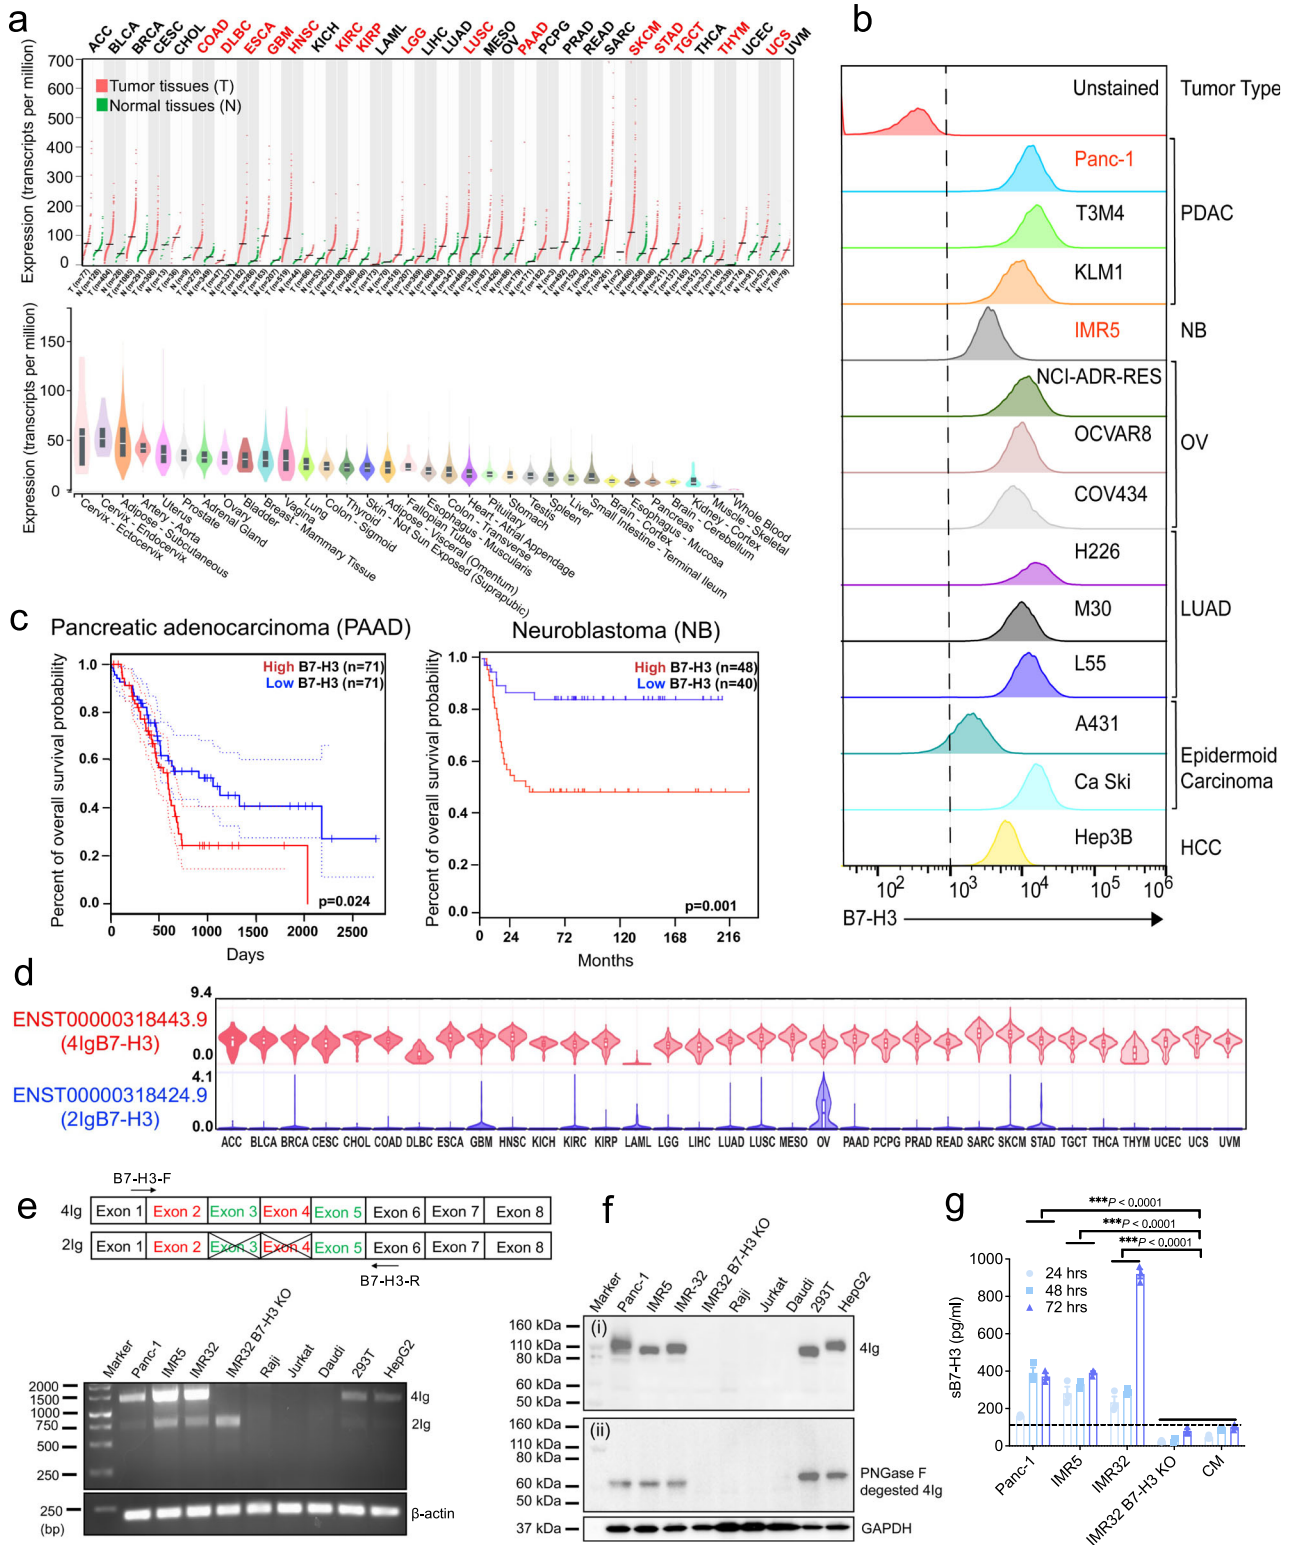 a
ACC BLCA BRCA CESC CHOL COAD DLBC ESCA GBM HNSC KICH KIRC KIRP LAML LGG LIHC LUAD LUSC MESO OV PAAD PCPG PRAD READ SARC SKCM STAD TGCT THCA THYM UCEC UCS UVM
Expression (transcripts per million)
700
600
500
400
300
200
100
0
Tumor tissues (T)
Normal tissues (N)
Expression (transcripts per million)
150
100
50
0
Cervix - Ectocervix
Cervix - Endocervix
Adipose - Subcutaneous
Artery - Aorta
Uterus
Prostate
Adrenal Gland
Ovary
Bladder
Breast - Mammary Tissue
Vagina
Lung
Colon - Sigmoid
Thyroid
Skin - Not Sun Exposed (Suprapubic)
Adipose - Visceral (Omentum)
Fallopian Tube
Esophagus - Muscularis
Colon - Transverse
Heart - Atrial Appendage
Pituitary
Stomach
Testis
Spleen
Liver
Small Intestine - Terminal Ileum
Brain - Cortex
Esophagus - Mucosa
Pancreas
Brain - Cerebellum
Kidney - Cortex
Muscle - Skeletal
Whole Blood
b
Unstained
Tumor Type
Panc-1
T3M4
PDAC
KLM1
IMR5
NB
NCI-ADR-RES
OCVAR8
OV
COV434
H226
M30
LUAD
L55
A431
Epidermoid
Carcinoma
Ca Ski
Hep3B
HCC
10² 10³ 10⁴ 10⁵ 10⁶
B7-H3
c
Pancreatic adenocarcinoma (PAAD)
Percent of overall survival probability
1.0
0.8
0.6
0.4
0.2
0.0
High B7-H3 (n=71)
Low B7-H3 (n=71)
p=0.024
0 500 1000 1500 2000 2500
Days
Neuroblastoma (NB)
Percent of overall survival probability
1.0
0.8
0.6
0.4
0.2
0.0
High B7-H3 (n=48)
Low B7-H3 (n=40)
p=0.001
0 24 72 120 168 216
Months
d
9.4
ENST00000318443.9
(4IgB7-H3)
0.0
4.1
ENST00000318424.9
(2IgB7-H3)
0.0
ACC BLCA BRCA CESC CHOL COAD DLBC ESCA GBM HNSC KICH KIRC KIRP LAML LGG LIHC LUAD LUSC MESO OV PAAD PCPG PRAD READ SARC SKCM STAD TGCT THCA THYM UCEC UCS UVM
e
B7-H3-F
4Ig Exon 1 Exon 2 Exon 3 Exon 4 Exon 5 Exon 6 Exon 7 Exon 8
2Ig Exon 1 Exon 2 Exon 3 Exon 4 Exon 5 Exon 6 Exon 7 Exon 8
B7-H3-R
Marker Panc-1 IMR5 IMR32 IMR32 B7-H3 KO Raji Jurkat Daudi 293T HepG2
2000
1500
1000
750
500
250
4Ig
2Ig
250
(bp)
β-actin
f
Marker Panc-1 IMR5 IMR-32 IMR32 B7-H3 KO Raji Jurkat Daudi 293T HepG2
(i)
160 kDa
110 kDa
80 kDa
60 kDa
50 kDa
4Ig
(ii)
160 kDa
110 kDa
80 kDa
60 kDa
50 kDa
PNGase F
degested 4Ig
37 kDa
GAPDH
g
***P < 0.0001
***P < 0.0001
***P < 0.0001
sB7-H3 (pg/ml)
1000
800
600
400
200
0
24 hrs
48 hrs
72 hrs
Panc-1
IMR5
IMR32
IMR32 B7-H3 KO
CM